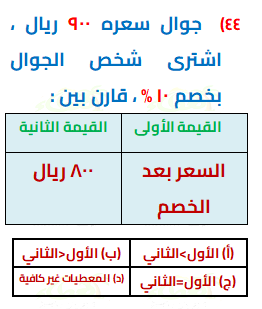 ٤٤) جوال سعره ٩٠٠ ريال ،
اشترى شخص الجوال
بخصم ١٠ % ، قارن بين :
القيمة الأولى القيمة الثانية
السعر بعد الخصم ٨٠٠ ريال
(أ) الأول>الثاني (ب) الأول<الثاني
(ج) الأول=الثاني (د) المعطيات غير كافية